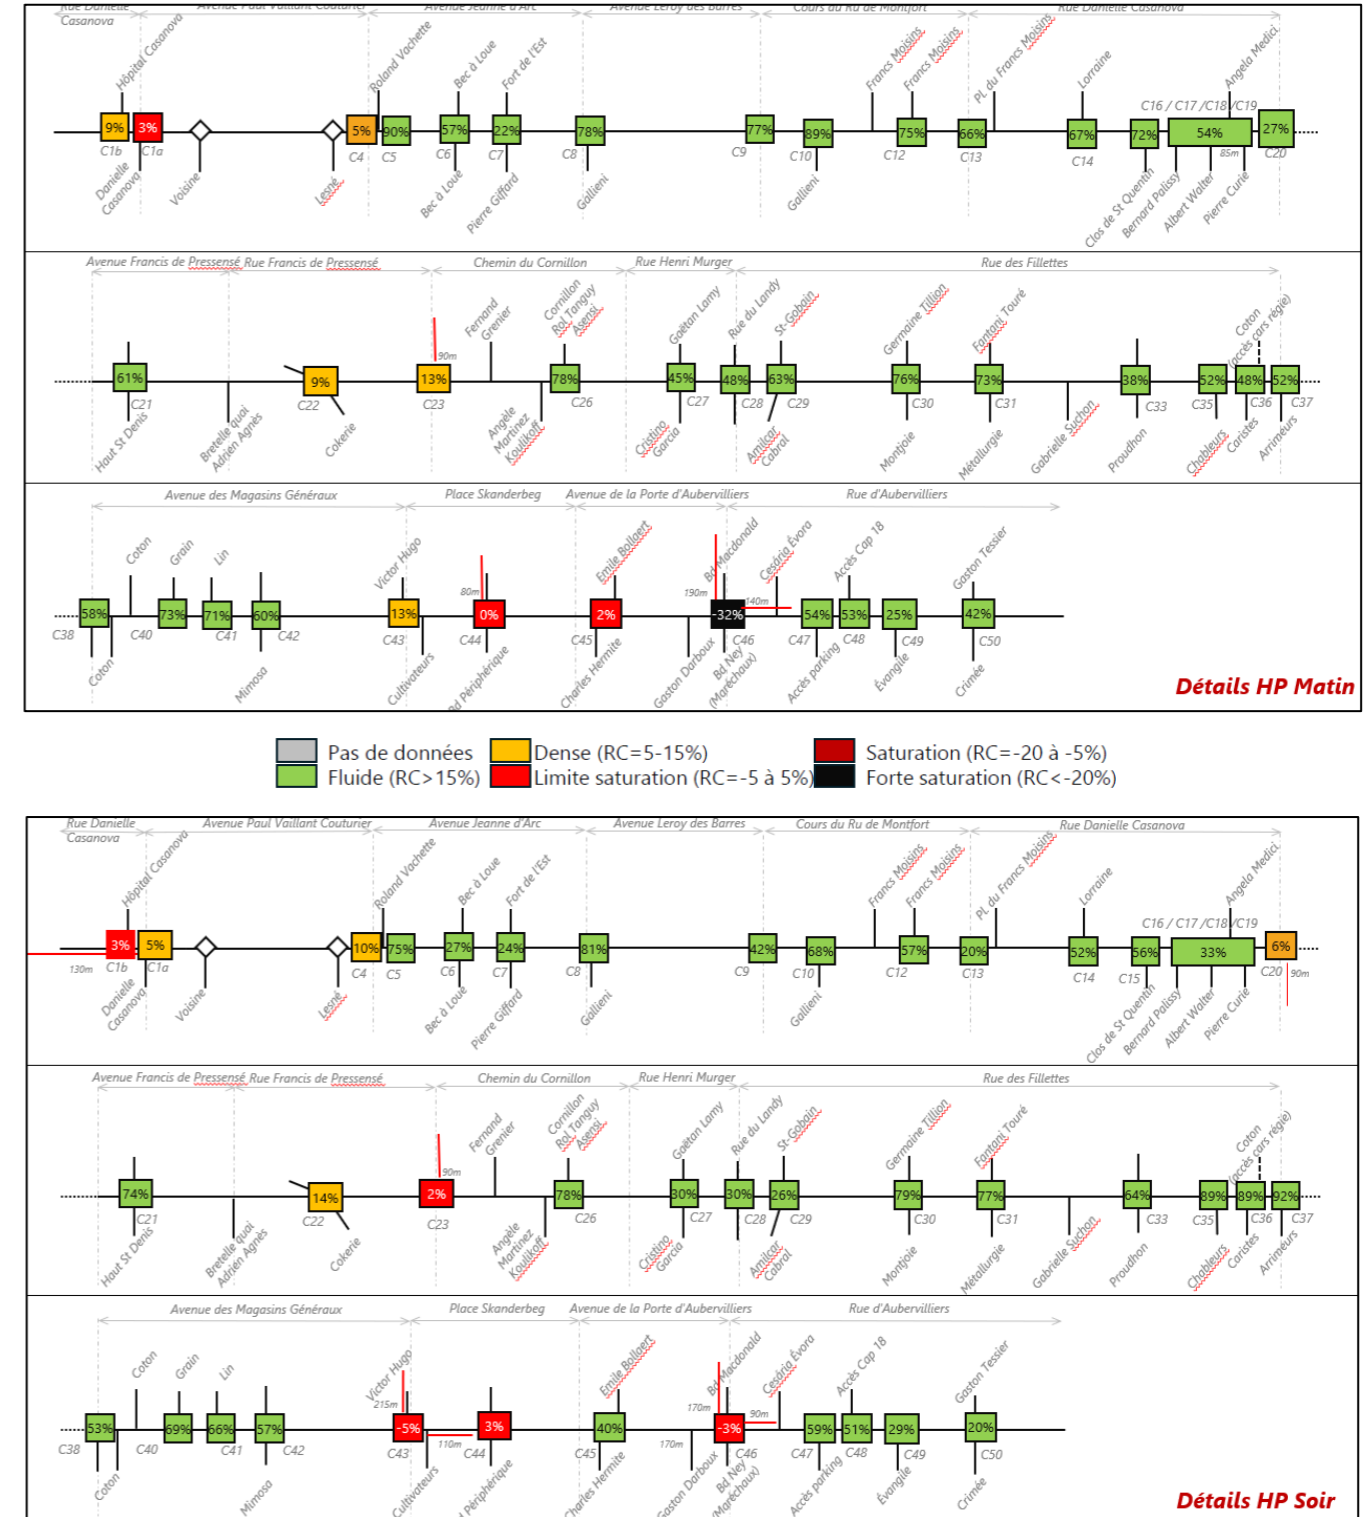 Rue Danielle
Casanova
Avenue Paul Vaillant Couturier
Avenue Jeanne d'Arc
Avenue Leroy des Barres
Cours du Ru de Montfort
Rue Danielle Casanova
Hôpital Casanova
Roland Vachette
Bec à Loue
Fort de l'Est
Francs Moisins
Francs Moisins
Pl. du Francs Moisins
Lorraine
Angela Medici
C16 / C17 /C18 /C19
9%
3%
5%
90%
57%
22%
78%
77%
89%
75%
66%
67%
72%
54%
27%
C1b
C1a
C4
C5
C6
C7
C8
C9
C10
C12
C13
C14
85m
C20
Danielle
Casanova
Voisine
Lesné
Bec à Loue
Pierre Giffard
Gallieni
Gallieni
Clos de St Quentin
Bernard Palissy
Albert Walter
Pierre Curie
Avenue Francis de Pressensé
Rue Francis de Pressensé
Chemin du Cornillon
Rue Henri Murger
Rue des Fillettes
90m
Fernand
Grenier
Cornillon
Rol Tanguy
Asensi
Gaëtan Lamy
Rue du Landy
St-Gobain
Germaine Tillion
Fantani Touré
Coton
(accès cars régie)
61%
9%
13%
78%
45%
48%
63%
76%
73%
38%
52%
48%
52%
C21
C22
C23
C26
C27
C28
C29
C30
C31
C33
C35
C36
C37
Haut St Denis
Bretelle quai
Adrien Agnès
Cokerie
Angèle
Martinez
Koulikoff
Cristino
Garcia
Amilcar
Cabral
Montjoie
Métallurgie
Gabrielle Suchon
Proudhon
Chableurs
Caristes
Arrimeurs
Avenue des Magasins Généraux
Place Skanderbeg
Avenue de la Porte d'Aubervilliers
Rue d'Aubervilliers
Coton
Grain
Lin
Victor Hugo
80m
Emile Bollaert
190m
Bd Macdonald
140m
Cesária Évora
Accès Cap 18
Gaston Tessier
58%
73%
71%
60%
13%
0%
2%
-32%
54%
53%
25%
42%
C38
C40
C41
C42
C43
C44
C45
C46
C47
C48
C49
C50
Coton
Mimosa
Cultivateurs
Bd Périphérique
Charles Hermite
Gaston Darboux
Bd Ney
(Maréchaux)
Accès parking
Évangile
Crimée
Détails HP Matin
Pas de données
Dense (RC=5-15%)
Saturation (RC=-20 à -5%)
Fluide (RC>15%)
Limite saturation (RC=-5 à 5%)
Forte saturation (RC<-20%)
Rue Danielle
Casanova
Avenue Paul Vaillant Couturier
Avenue Jeanne d'Arc
Avenue Leroy des Barres
Cours du Ru de Montfort
Rue Danielle Casanova
Hôpital Casanova
Roland Vachette
Bec à Loue
Fort de l'Est
Francs Moisins
Francs Moisins
Pl. du Francs Moisins
Lorraine
Angela Medici
C16 / C17 /C18 /C19
3%
5%
10%
75%
27%
24%
81%
42%
68%
57%
20%
52%
56%
33%
6%
130m
C1b
C1a
C4
C5
C6
C7
C8
C9
C10
C12
C13
C14
C15
C20
90m
Danielle
Casanova
Voisine
Lesné
Bec à Loue
Pierre Giffard
Gallieni
Gallieni
Clos de St Quentin
Bernard Palissy
Albert Walter
Pierre Curie
Avenue Francis de Pressensé
Rue Francis de Pressensé
Chemin du Cornillon
Rue Henri Murger
Rue des Fillettes
90m
Fernand
Grenier
Cornillon
Rol Tanguy
Asensi
Gaëtan Lamy
Rue du Landy
St-Gobain
Germaine Tillion
Fantani Touré
Coton
(accès cars régie)
74%
14%
2%
78%
30%
30%
26%
79%
77%
64%
89%
89%
92%
C21
C22
C23
C26
C27
C28
C29
C30
C31
C33
C35
C36
C37
Haut St Denis
Bretelle quai
Adrien Agnès
Cokerie
Angèle
Martinez
Koulikoff
Cristino
Garcia
Amilcar
Cabral
Montjoie
Métallurgie
Gabrielle Suchon
Proudhon
Chableurs
Caristes
Arrimeurs
Avenue des Magasins Généraux
Place Skanderbeg
Avenue de la Porte d'Aubervilliers
Rue d'Aubervilliers
Coton
Grain
Lin
Victor Hugo
215m
Emile Bollaert
170m
Bd Macdonald
90m
Cesária Évora
Accès Cap 18
Gaston Tessier
53%
69%
66%
57%
-5%
3%
40%
-3%
59%
51%
29%
20%
C38
C40
C41
C42
C43
110m
C44
C45
170m
C46
C47
C48
C49
C50
Coton
Mimosa
Cultivateurs
d Périphérique
Charles Hermite
Gaston Darboux
Bd Ney
(Maréchaux)
Accès parking
Évangile
Crimée
Détails HP Soir